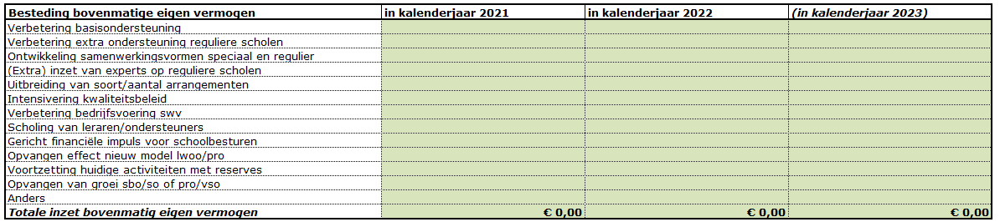 Besteding bovenmatige eigen vermogen in kalenderjaar 2021 in kalenderjaar 2022 (in kalenderjaar 2023)
Verbetering basisondersteuning
Verbetering extra ondersteuning reguliere scholen
Ontwikkeling samenwerkingsvormen speciaal en regulier
(Extra) inzet van experts op reguliere scholen
Uitbreiding van soort/aantal arrangementen
Intensivering kwaliteitsbeleid
Verbetering bedrijfsvoering swv
Scholing van leraren/ondersteuners
Gericht financiële impuls voor schoolbesturen
Opvangen effect nieuw model lwoo/pro
Voortzetting huidige activiteiten met reserves
Opvangen van groei sbo/so of pro/vso
Anders
Totale inzet bovenmatig eigen vermogen € 0,00 € 0,00 € 0,00